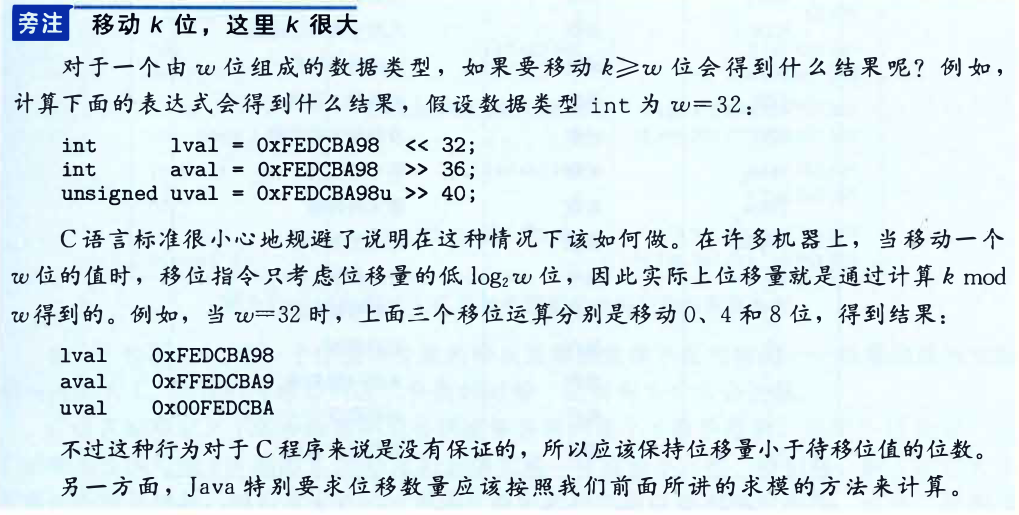 旁注 移动 k 位，这里 k 很大
对于一个由 w 位组成的数据类型，如果要移动 k≥w 位会得到什么结果呢？例如，
计算下面的表达式会得到什么结果，假设数据类型 int 为 w=32：
int lval = 0xFEDCBA98 << 32;
int aval = 0xFEDCBA98 >> 36;
unsigned uval = 0xFEDCBA98u >> 40;
C 语言标准很小心地规避了说明在这种情况下该如何做。在许多机器上，当移动一个
w 位的值时，移位指令只考虑位移量的低 log₂w 位，因此实际上位移量就是通过计算 k mod
w 得到的。例如，当 w=32 时，上面三个移位运算分别是移动 0、4 和 8 位，得到结果：
lval 0xFEDCBA98
aval 0xFFEDCBA9
uval 0x00FEDCBA
不过这种行为对于 C 程序来说是没有保证的，所以应该保持位移量小于待移位值的位数。
另一方面，Java 特别要求位移数量应该按照我们前面所讲的求模的方法来计算。